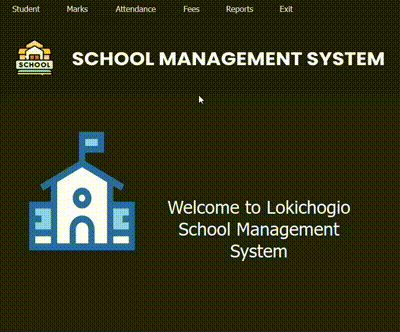 Student Marks Attendance Fees Reports Exit
SCHOOL
SCHOOL MANAGEMENT SYSTEM
Welcome to Lokichogio
School Management
System